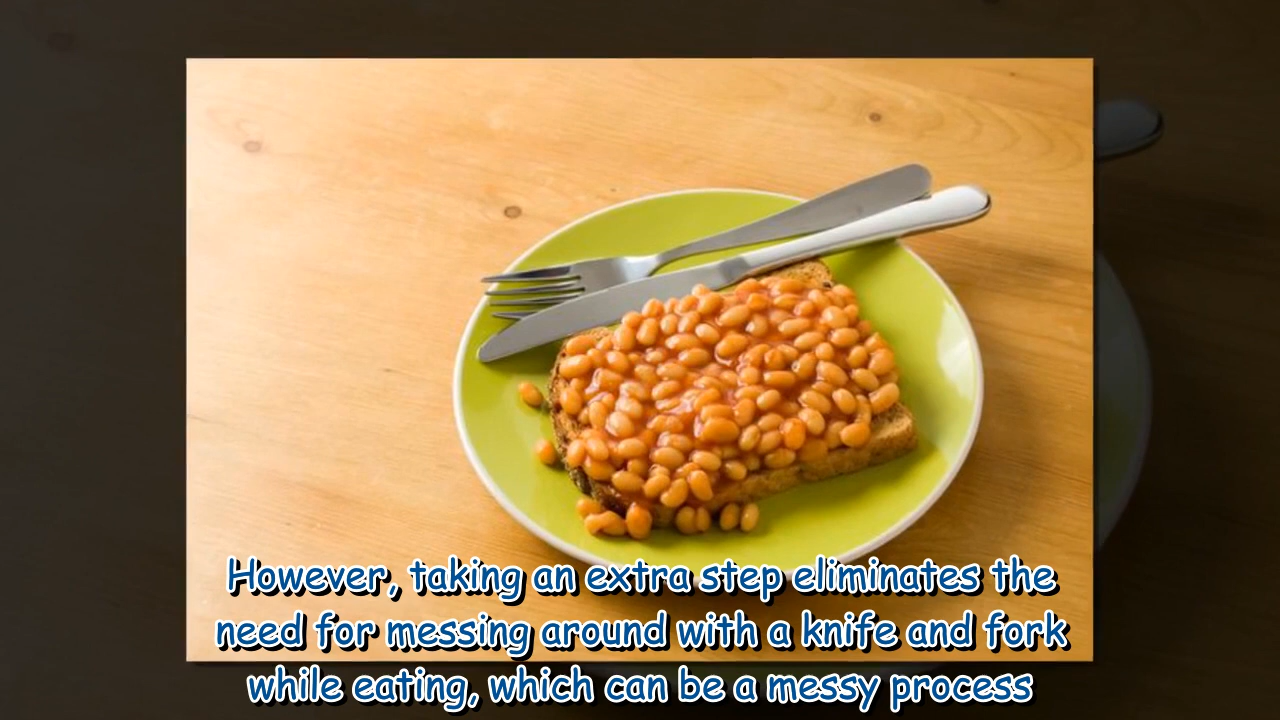 However, taking an extra step eliminates the
need for messing around with a knife and fork
while eating, which can be a messy process